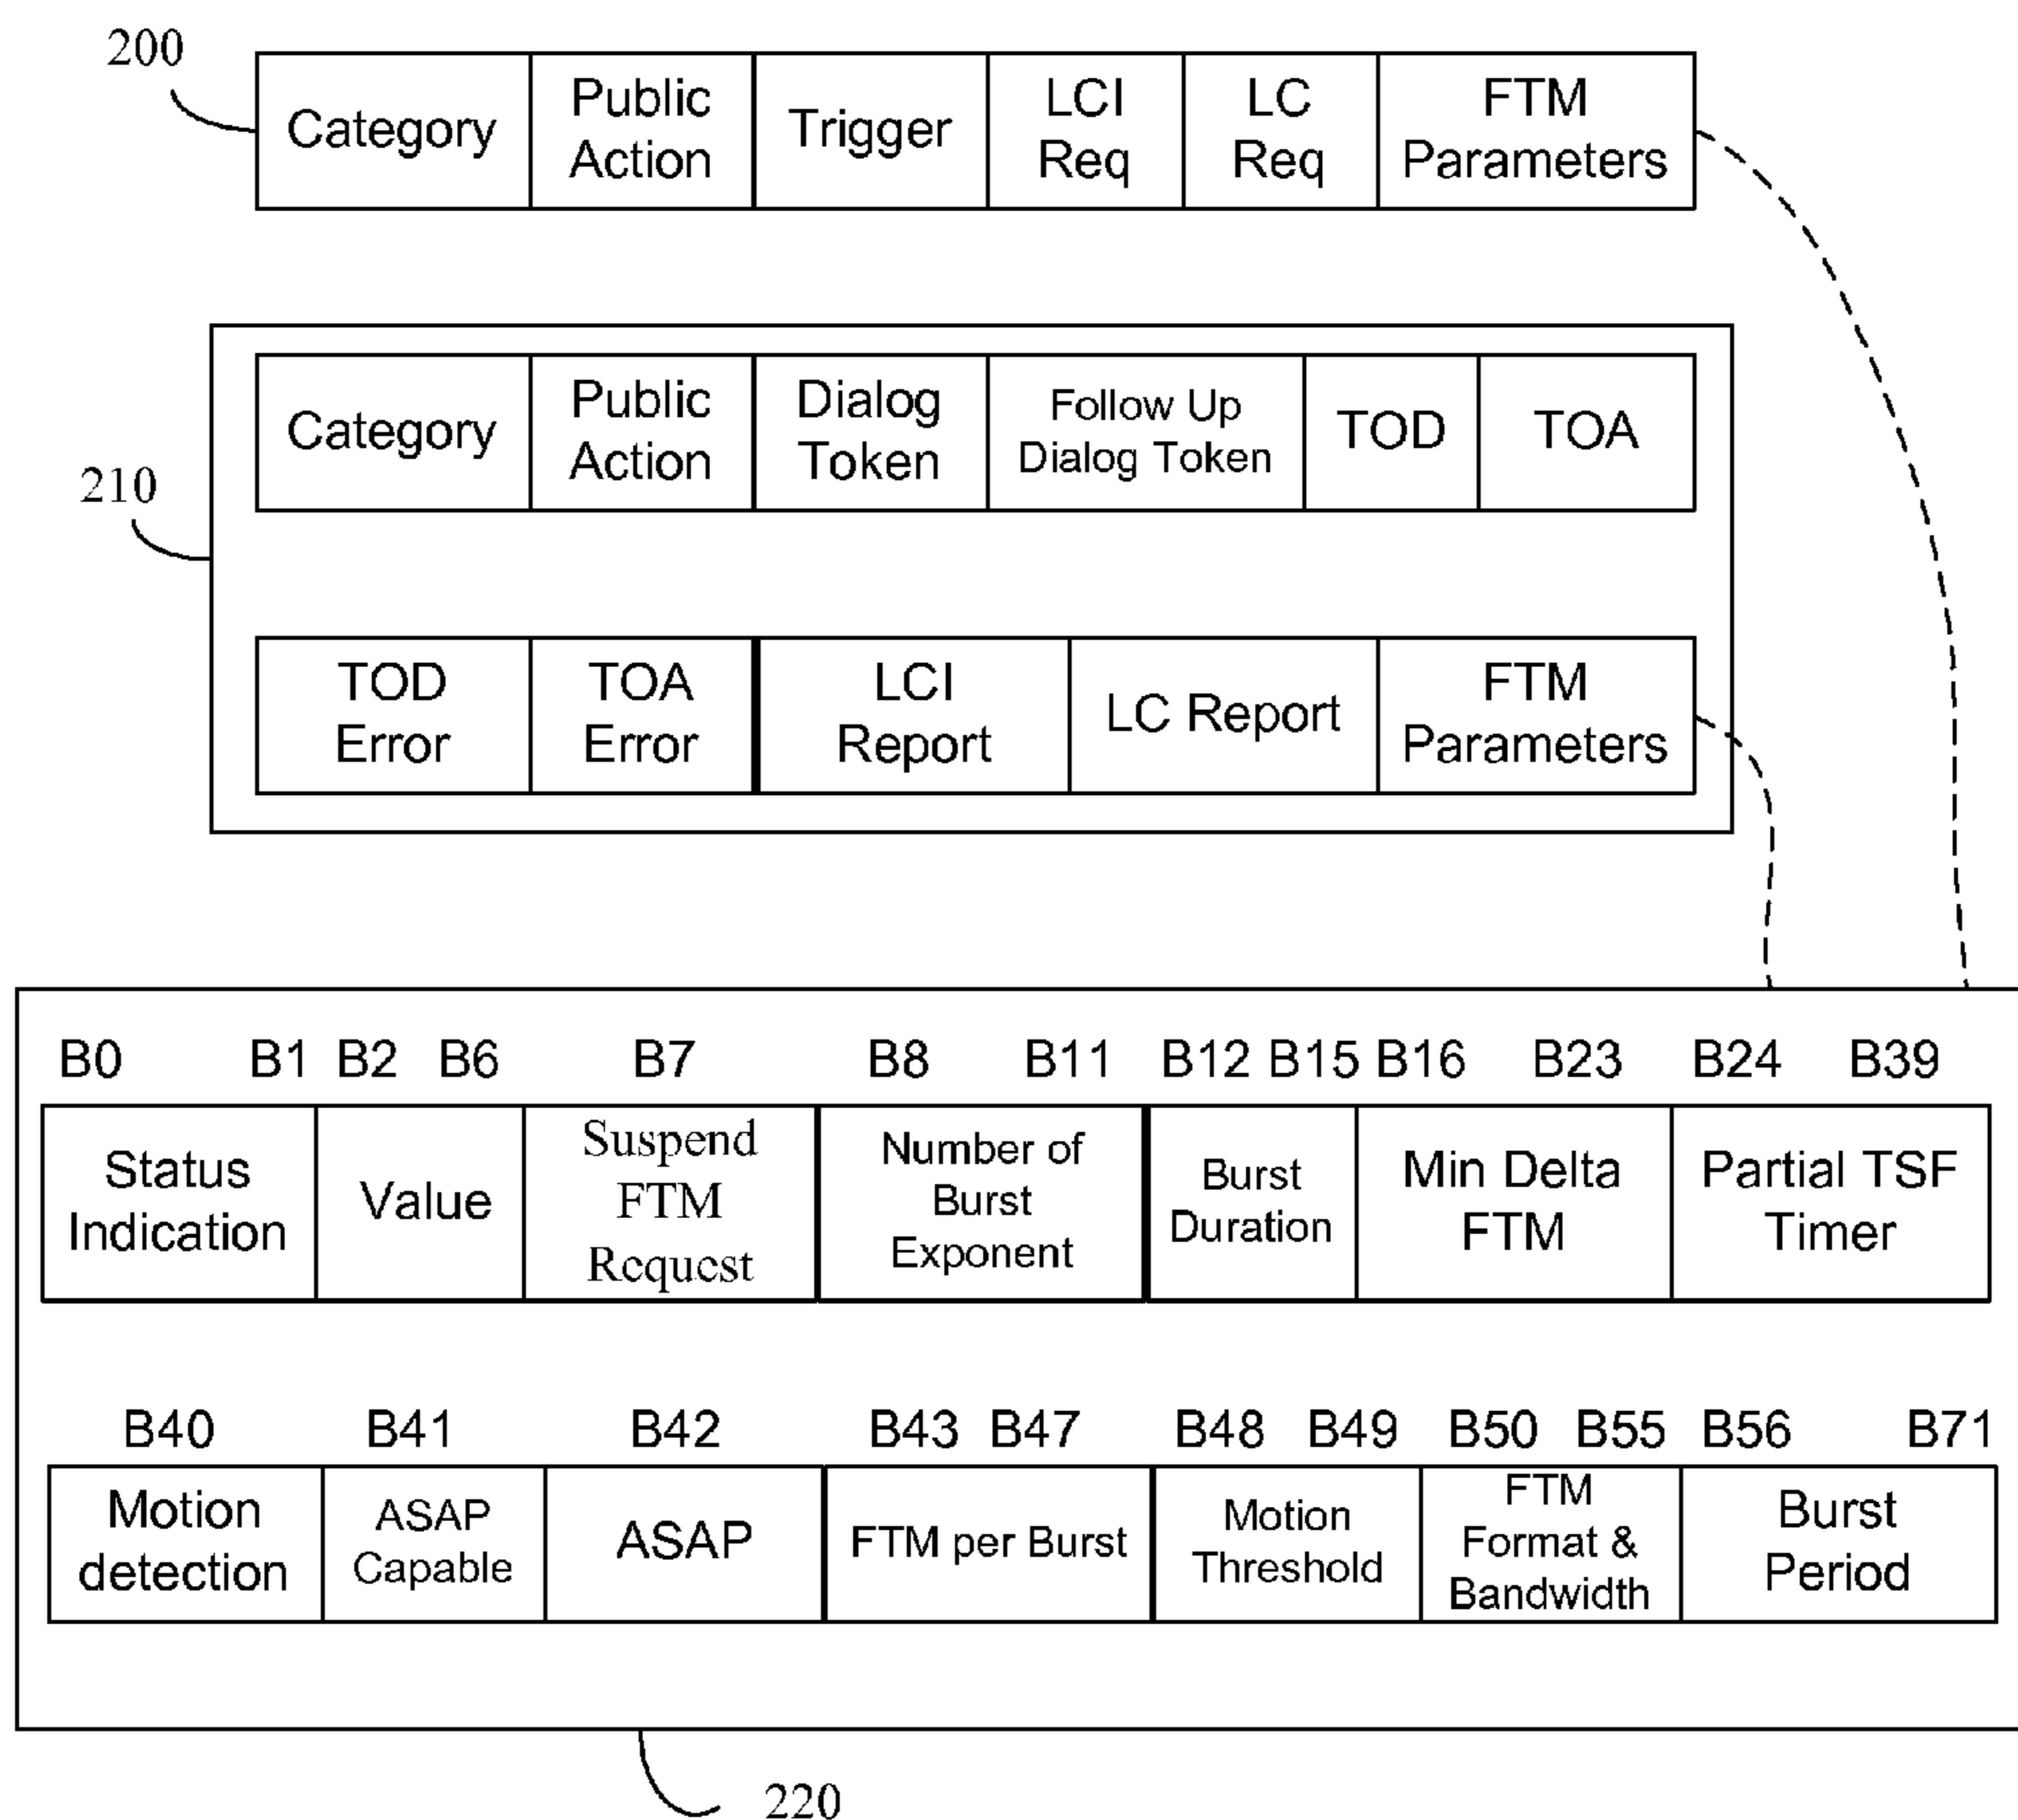 200
Category
Public
Action
Trigger
LCI
Req
LC
Req
FTM
Parameters
210
Category
Public
Action
Dialog
Token
Follow Up
Dialog Token
TOD
TOA
TOD
Error
TOA
Error
LCI
Report
LC Report
FTM
Parameters
B0 B1 B2 B6 B7 B8 B11 B12 B15 B16 B23 B24 B39
Status
Indication
Value
Suspend
FTM
Request
Number of
Burst
Exponent
Burst
Duration
Min Delta
FTM
Partial TSF
Timer
B40 B41 B42 B43 B47 B48 B49 B50 B55 B56 B71
Motion
detection
ASAP
Capable
ASAP
FTM per Burst
Motion
Threshold
FTM
Format &
Bandwidth
Burst
Period
220